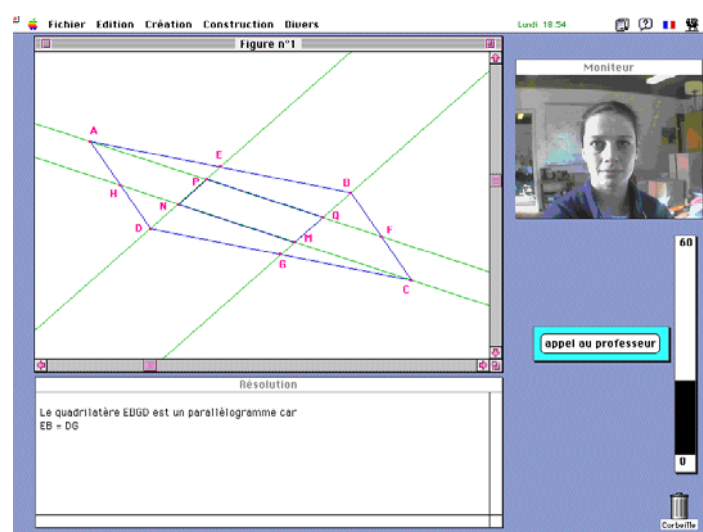 Fichier Edition Création Construction Divers Lundi 18:54
Figure n°1
Moniteur
A
E
P
B
H
N
Q
D
F
M
G
C
60
appel au professeur
0
Résolution
Le quadrilatère EBGD est un parallèlogramme car
EB = DG
Corbeille